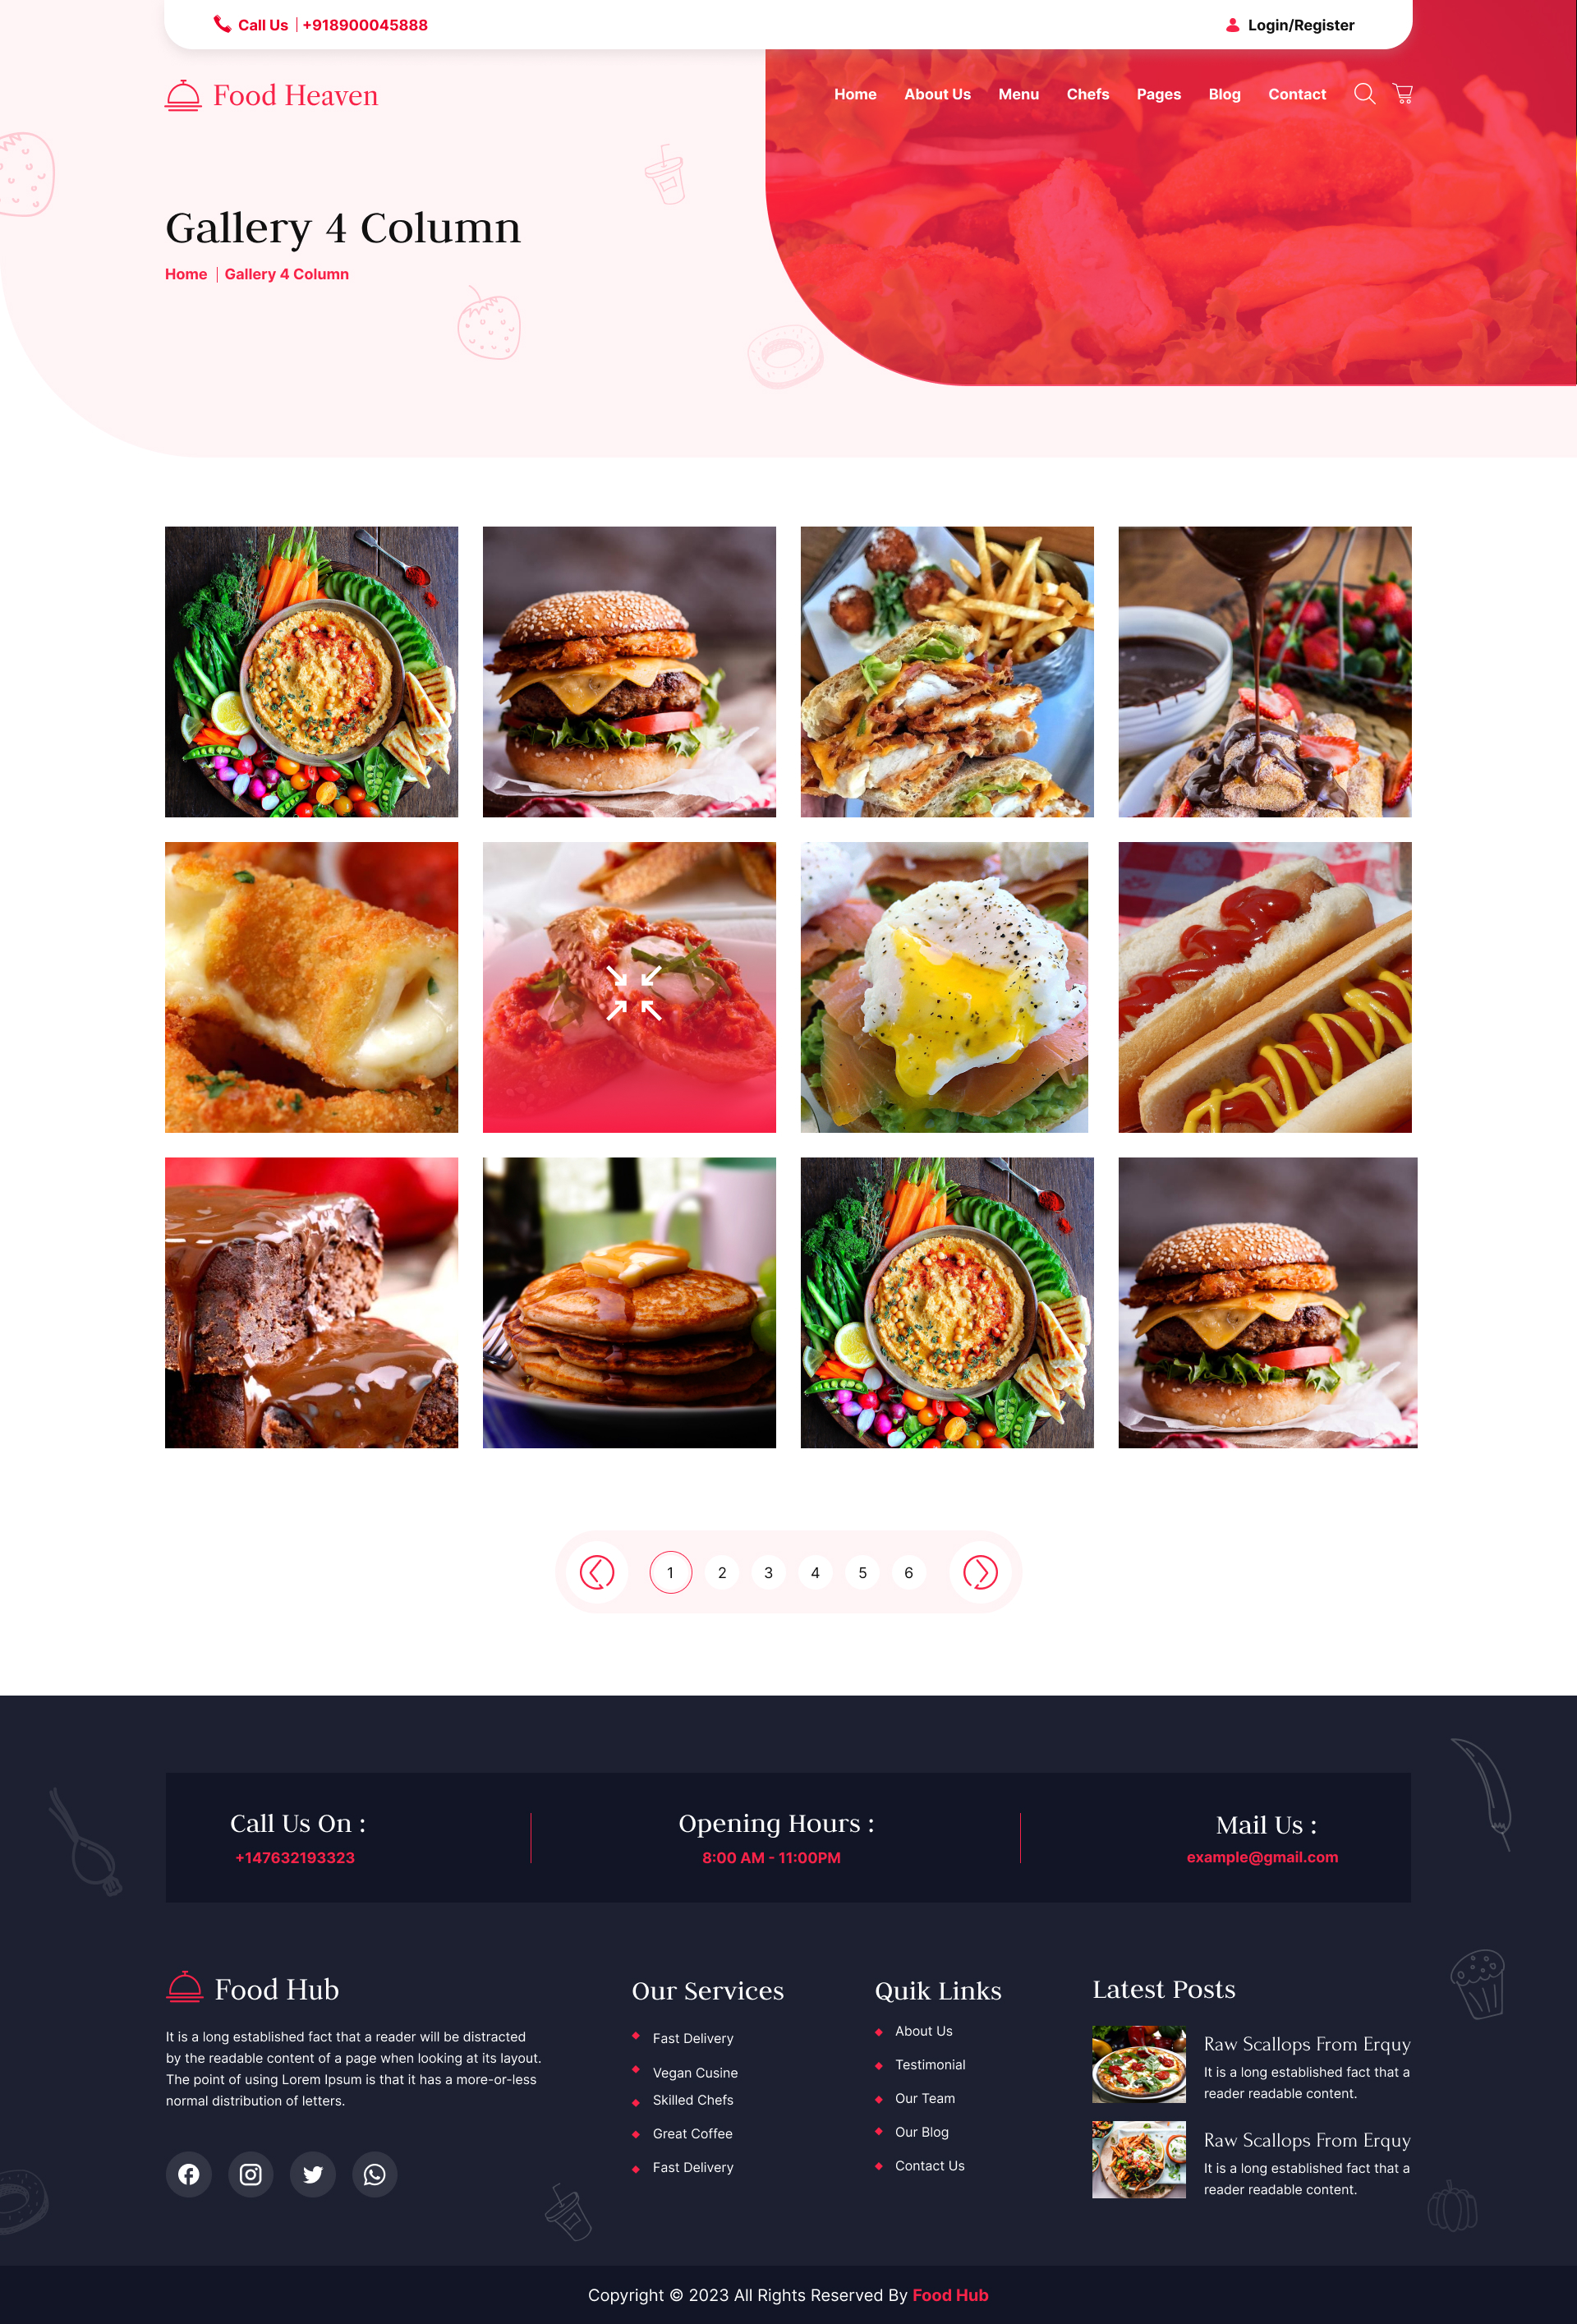 Call Us | +918900045888
Login/Register
Food Heaven
Home About Us Menu Chefs Pages Blog Contact
Gallery 4 Column
Home | Gallery 4 Column
1 2 3 4 5 6
Call Us On :
+147632193323
Opening Hours :
8:00 AM - 11:00PM
Mail Us :
example@gmail.com
Food Hub
It is a long established fact that a reader will be distracted
by the readable content of a page when looking at its layout.
The point of using Lorem Ipsum is that it has a more-or-less
normal distribution of letters.
Our Services
Fast Delivery
Vegan Cusine
Skilled Chefs
Great Coffee
Fast Delivery
Quik Links
About Us
Testimonial
Our Team
Our Blog
Contact Us
Latest Posts
Raw Scallops From Erquy
It is a long established fact that a
reader readable content.
Raw Scallops From Erquy
It is a long established fact that a
reader readable content.
Copyright © 2023 All Rights Reserved By Food Hub